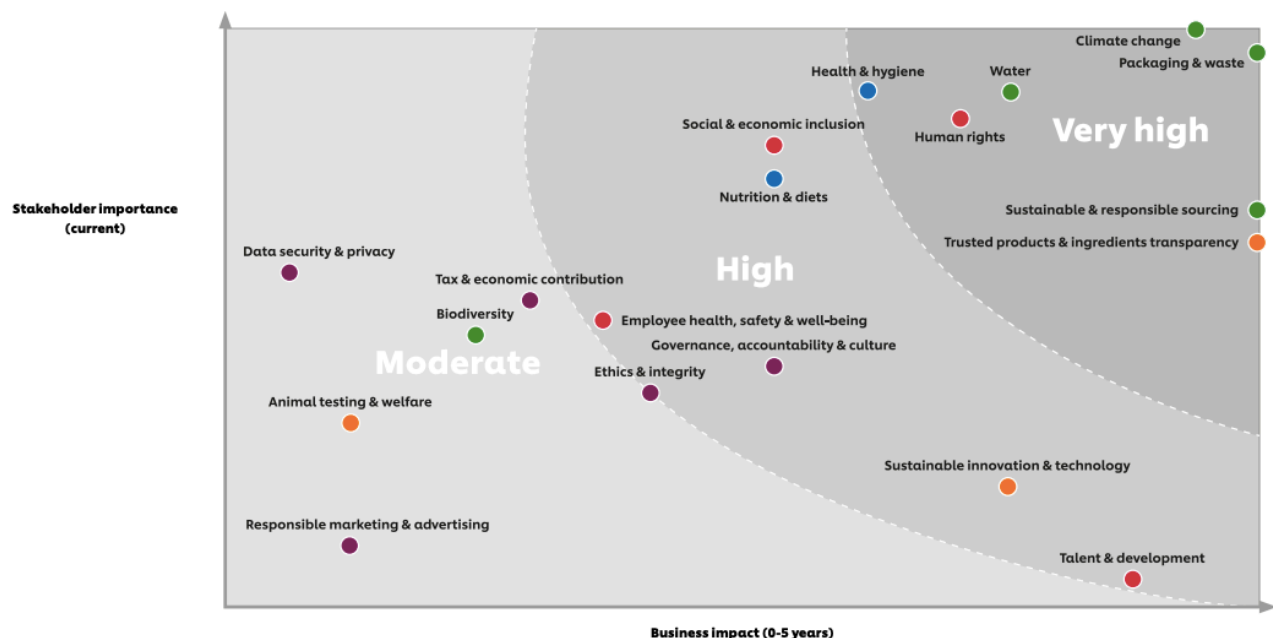 Climate change
Packaging & waste
Health & hygiene
Water
Social & economic inclusion
Human rights
Very high
Nutrition & diets
Stakeholder importance
(current)
Sustainable & responsible sourcing
Trusted products & ingredients transparency
Data security & privacy
High
Tax & economic contribution
Biodiversity
Employee health, safety & well-being
Governance, accountability & culture
Moderate
Ethics & integrity
Animal testing & welfare
Sustainable innovation & technology
Responsible marketing & advertising
Talent & development
Business impact (0-5 years)